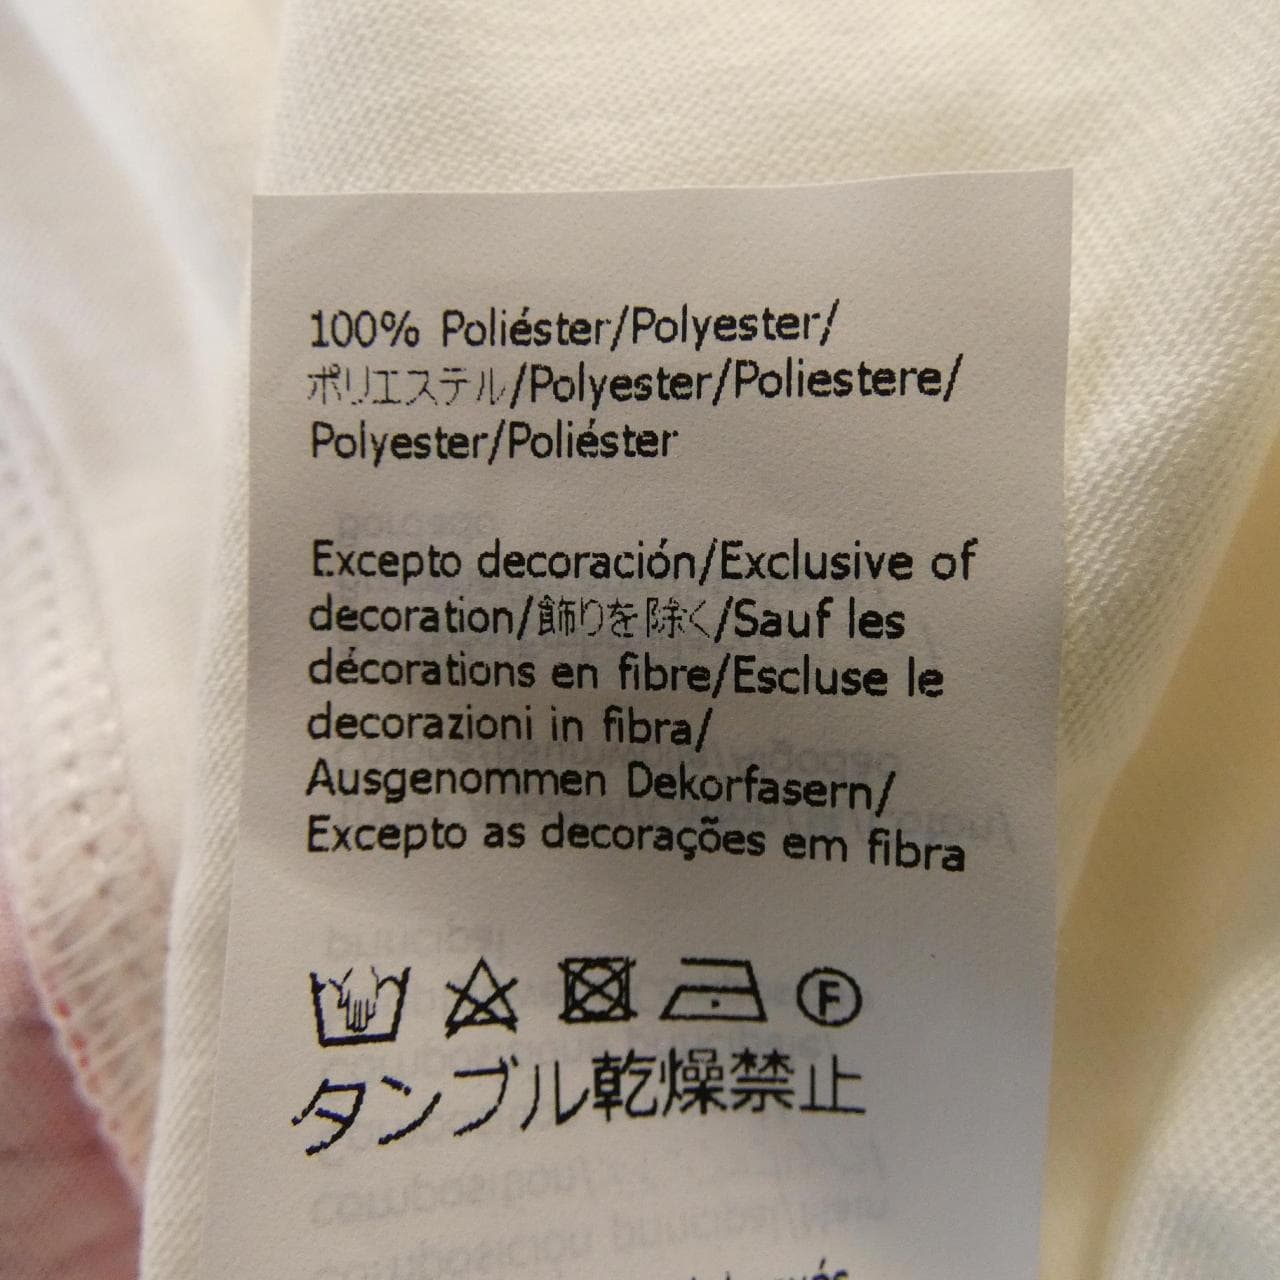 100% Poliéster/Polyester/
ポリエステル/Polyester/Poliestere/
Polyester/Poliéster
Excepto decoración/Exclusive of
decoration/飾りを除く/Sauf les
décorations en fibre/Escluse le
decorazioni in fibra/
Ausgenommen Dekorfasern/
Excepto as decorações em fibra
F
タンブル乾燥禁止